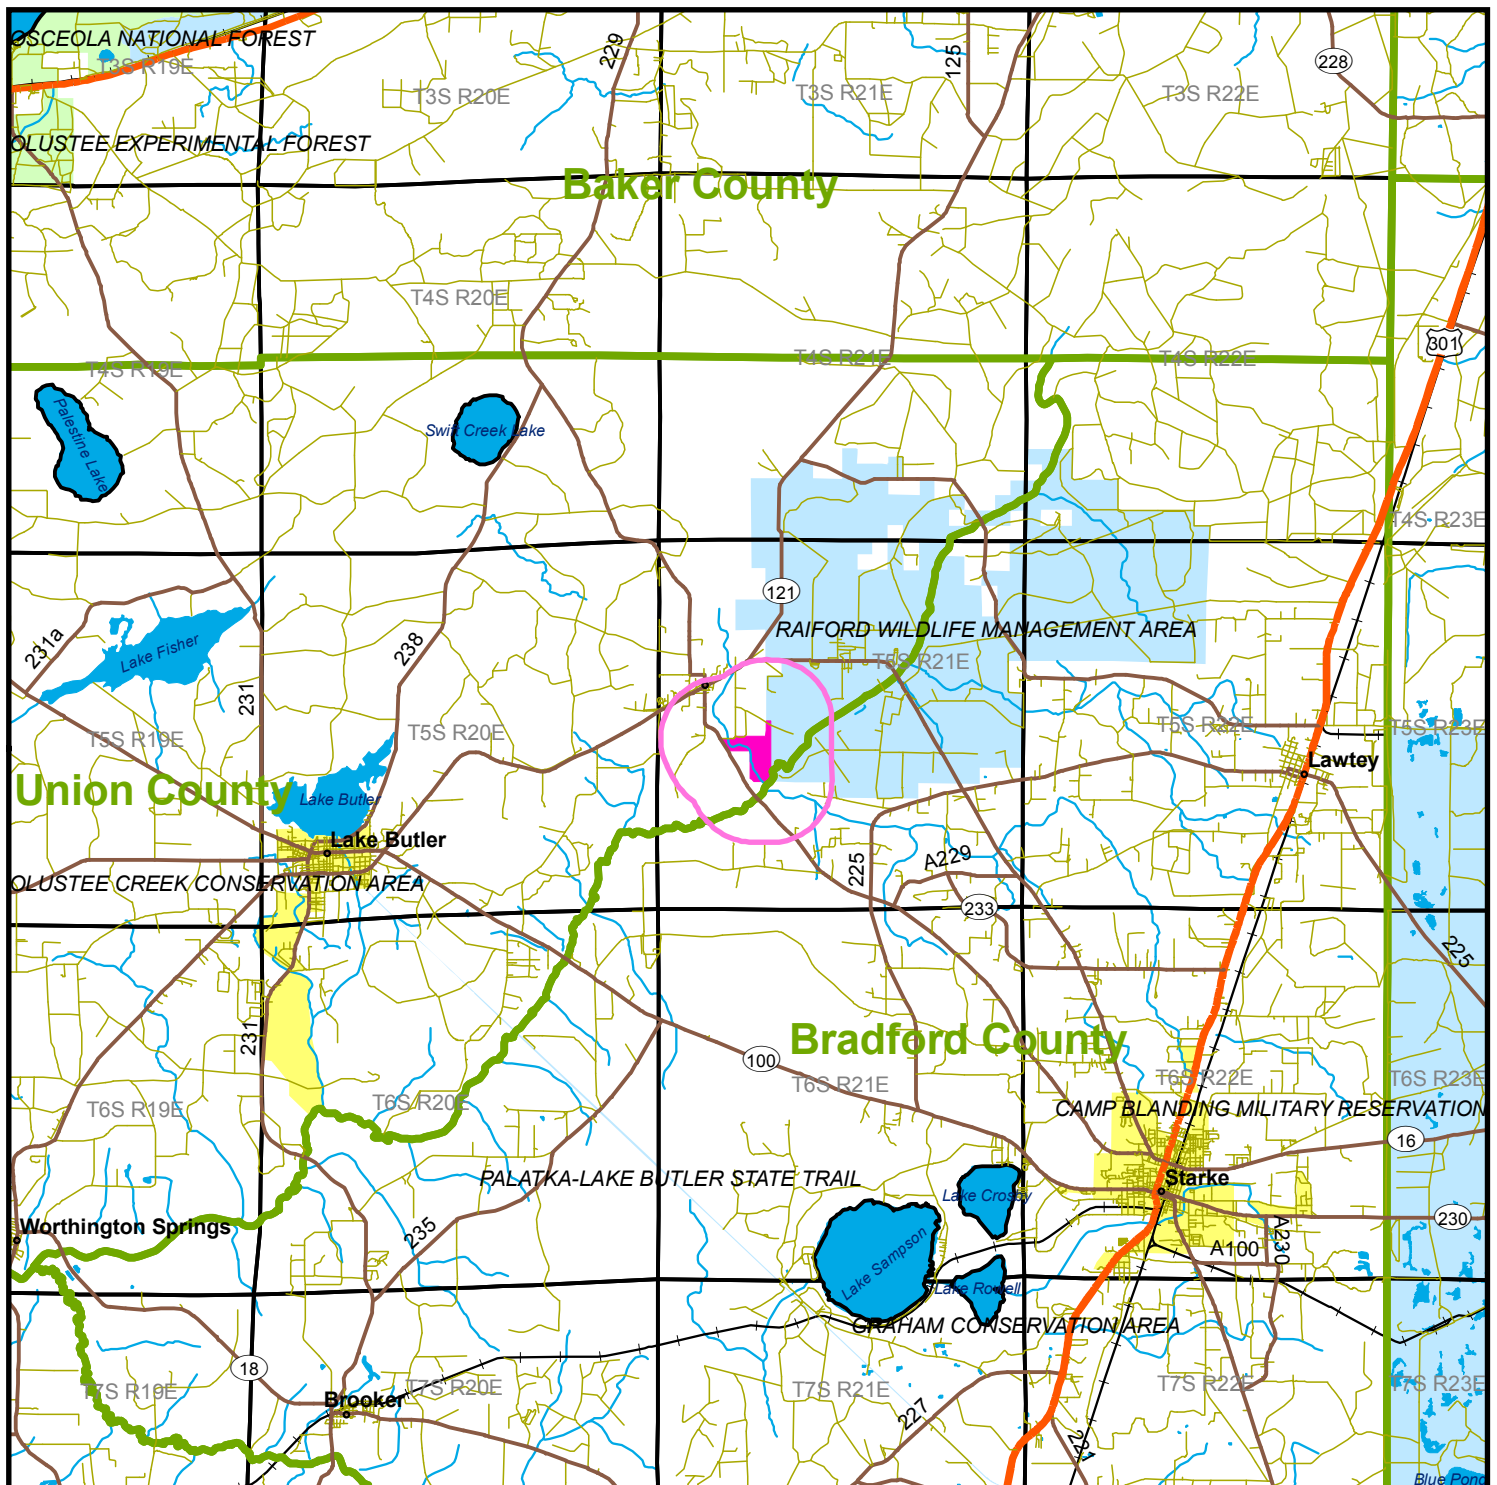 OSCEOLA NATIONAL FOREST
T3S R19E
229
125
228
T3S R20E
T3S R21E
T3S R22E
OLUSTEE EXPERIMENTAL FOREST
Baker County
T4S R20E
301
T4S R19E
T4S R21E
T4S R22E
Palestine Lake
Swift Creek Lake
T4S R23E
121
231a
Lake Fisher
238
RAIFORD WILDLIFE MANAGEMENT AREA
T5S R21E
231
T5S R19E
T5S R20E
T5S R22E
T5S R23E
Lawtey
Union County
Lake Butler
Lake Butler
225
A229
OLUSTEE CREEK CONSERVATION AREA
233
225
231
Bradford County
100
T6S R21E
T6S R22E
T6S R23E
T6S R19E
T6S R20E
CAMP BLANDING MILITARY RESERVATION
16
PALATKA-LAKE BUTLER STATE TRAIL
Starke
Lake Crosby
Worthington Springs
235
230
A230
A100
Lake Sampson
Lake Rowell
GRAHAM CONSERVATION AREA
18
T7S R19E
T7S R20E
T7S R21E
T7S R22E
T7S R23E
Brooker
227
221
Blue Pond